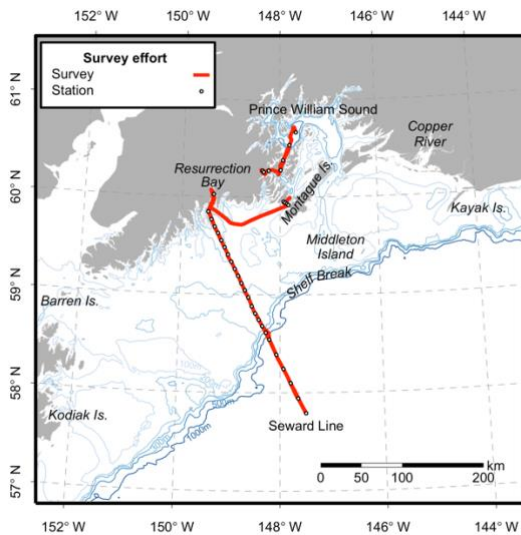 152° W 150° W 148° W 146° W 144° W
Survey effort
Survey
Station
61° N
60° N
59° N
58° N
57° N
Prince William Sound
Copper
River
Resurrection
Bay
Montague Is.
Kayak Is.
Middleton
Island
Shelf Break
Barren Is.
Kodiak Is.
100m
500m
1000m
Seward Line
km
0 50 100 200
152° W 150° W 148° W 146° W 144° W